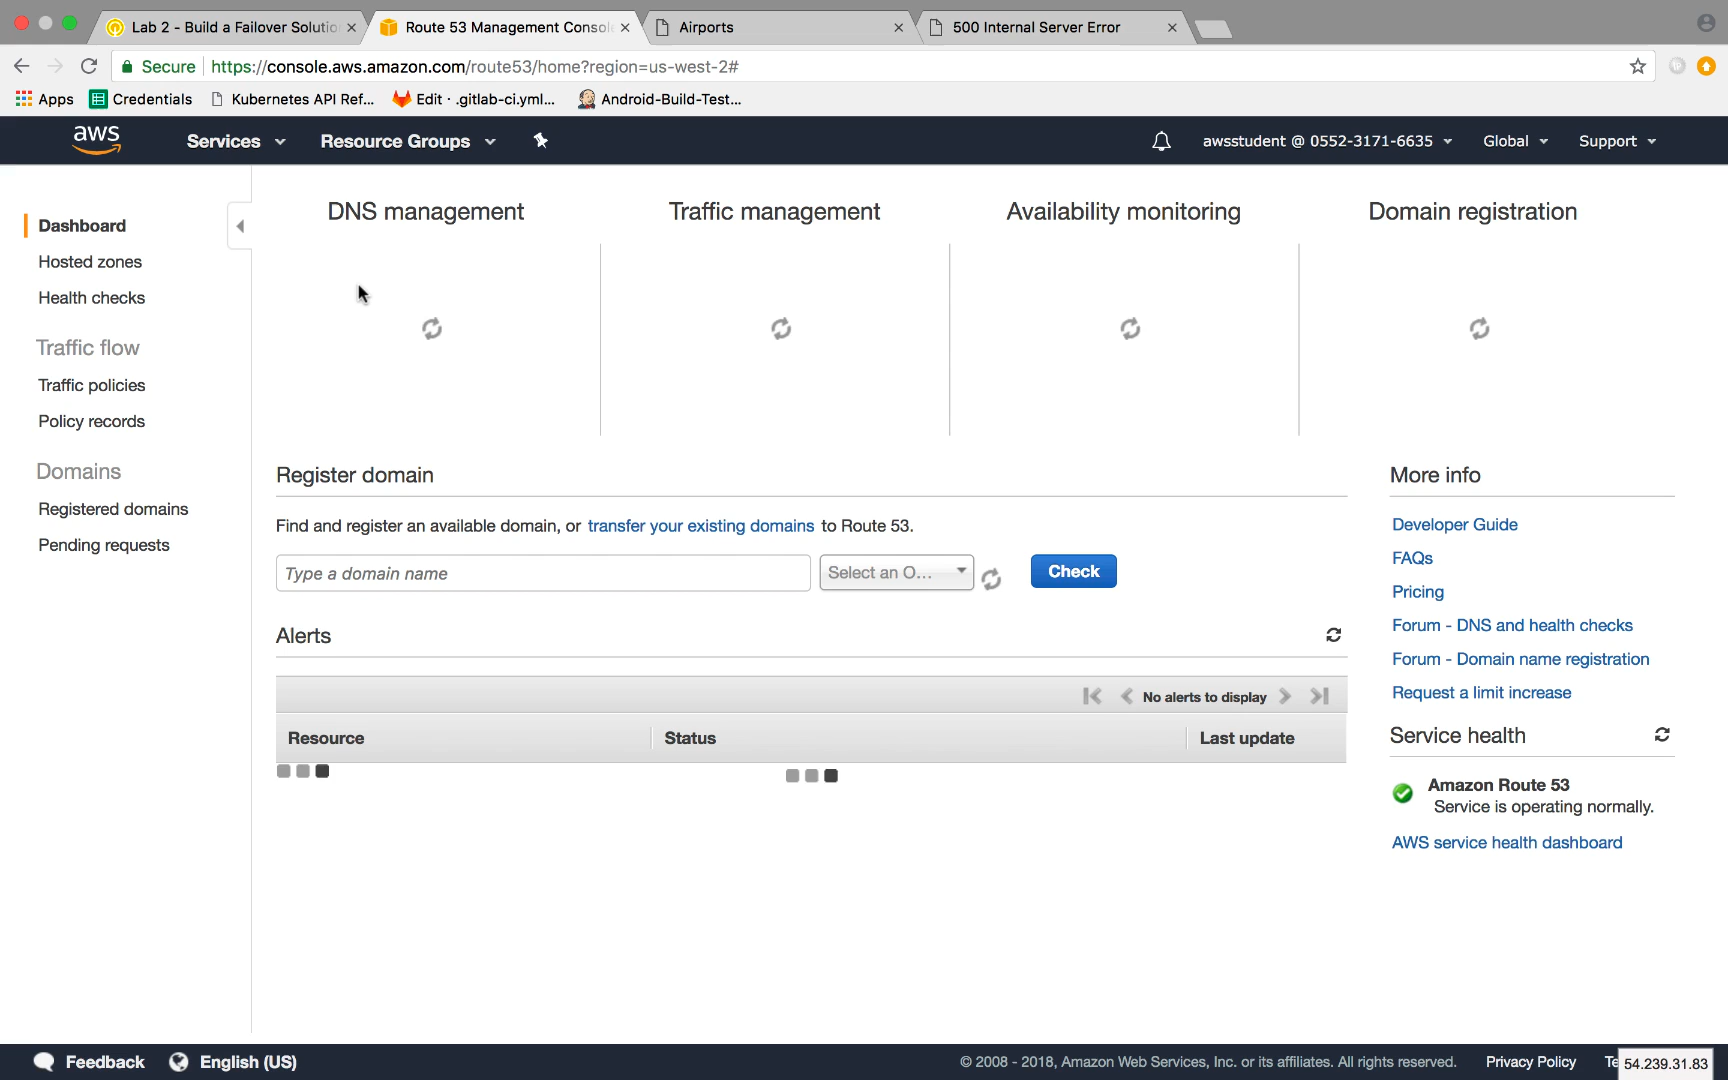 Lab 2 - Build a Failover Solutio
Route 53 Management Consol
Airports
500 Internal Server Error
Secure https://console.aws.amazon.com/route53/home?region=us-west-2#
Apps Credentials Kubernetes API Ref... Edit · .gitlab-ci.yml... Android-Build-Test...
aws Services Resource Groups awsstudent @ 0552-3171-6635 Global Support
Dashboard
Hosted zones
Health checks
Traffic flow
Traffic policies
Policy records
Domains
Registered domains
Pending requests
DNS management Traffic management Availability monitoring Domain registration
Register domain
Find and register an available domain, or transfer your existing domains to Route 53.
Type a domain name Select an O... Check
Alerts
No alerts to display
Resource Status Last update
More info
Developer Guide
FAQs
Pricing
Forum - DNS and health checks
Forum - Domain name registration
Request a limit increase
Service health
Amazon Route 53
Service is operating normally.
AWS service health dashboard
Feedback English (US) © 2008 - 2018, Amazon Web Services, Inc. or its affiliates. All rights reserved. Privacy Policy Te 54.239.31.83